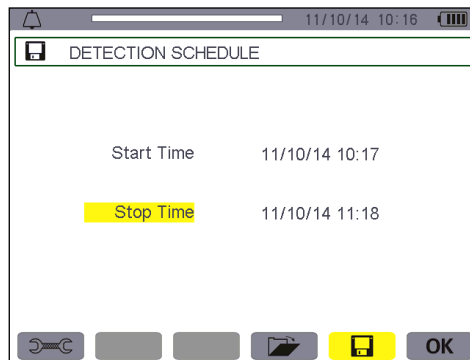 11/10/14 10:16
DETECTION SCHEDULE
Start Time 11/10/14 10:17
Stop Time 11/10/14 11:18
OK